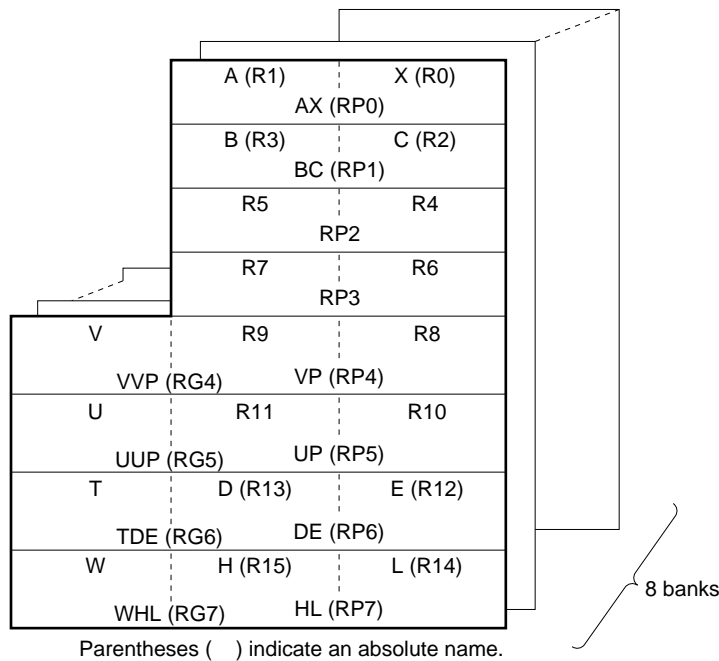 A (R1) X (R0)
AX (RP0)
B (R3) C (R2)
BC (RP1)
R5 R4
RP2
R7 R6
RP3
V R9 R8
VVP (RG4) VP (RP4)
U R11 R10
UUP (RG5) UP (RP5)
T D (R13) E (R12)
TDE (RG6) DE (RP6)
W H (R15) L (R14)
WHL (RG7) HL (RP7)
8 banks
Parentheses ( ) indicate an absolute name.